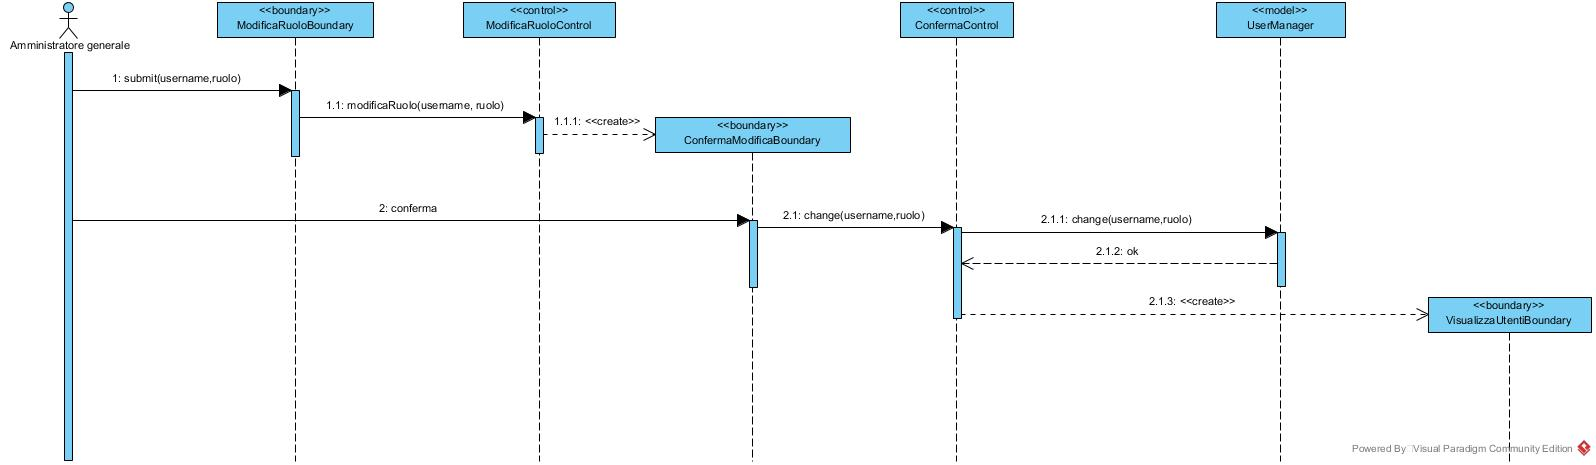 <<boundary>>
ModificaRuoloBoundary
<<control>>
ModificaRuoloControl
<<control>>
ConfermaControl
<<model>>
UserManager
Amministratore generale
1: submit(username,ruolo)
1.1: modificaRuolo(username, ruolo)
1.1.1: <<create>>
<<boundary>>
ConfermaModificaBoundary
2: conferma
2.1: change(username,ruolo)
2.1.1: change(username,ruolo)
2.1.2: ok
2.1.3: <<create>>
<<boundary>>
VisualizzaUtentiBoundary
Powered By Visual Paradigm Community Edition